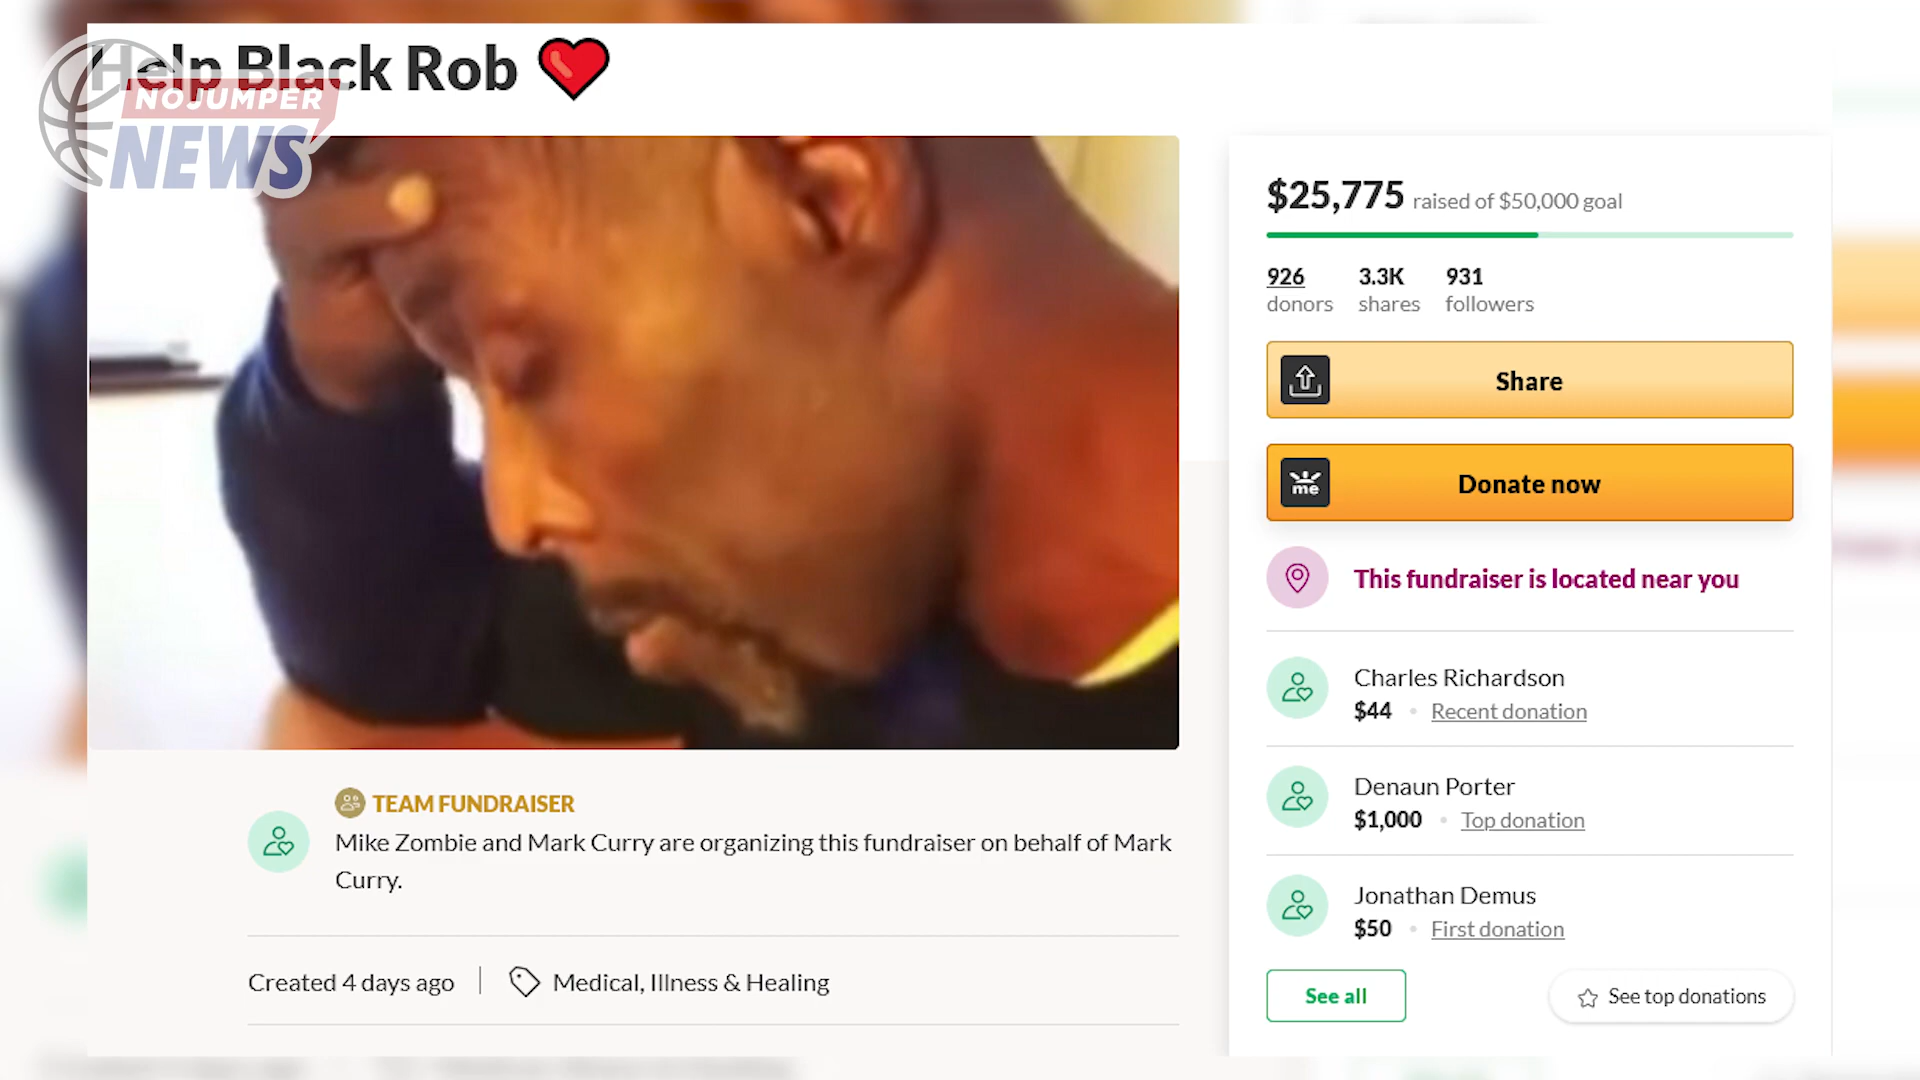 Help Black Rob
NOJUMPER
NEWS
$25,775 raised of $50,000 goal
926 3.3K 931
donors shares followers
Share
me
Donate now
This fundraiser is located near you
Charles Richardson
$44 • Recent donation
Denaun Porter
$1,000 • Top donation
Jonathan Demus
$50 • First donation
See all
See top donations
TEAM FUNDRAISER
Mike Zombie and Mark Curry are organizing this fundraiser on behalf of Mark
Curry.
Created 4 days ago
Medical, Illness & Healing